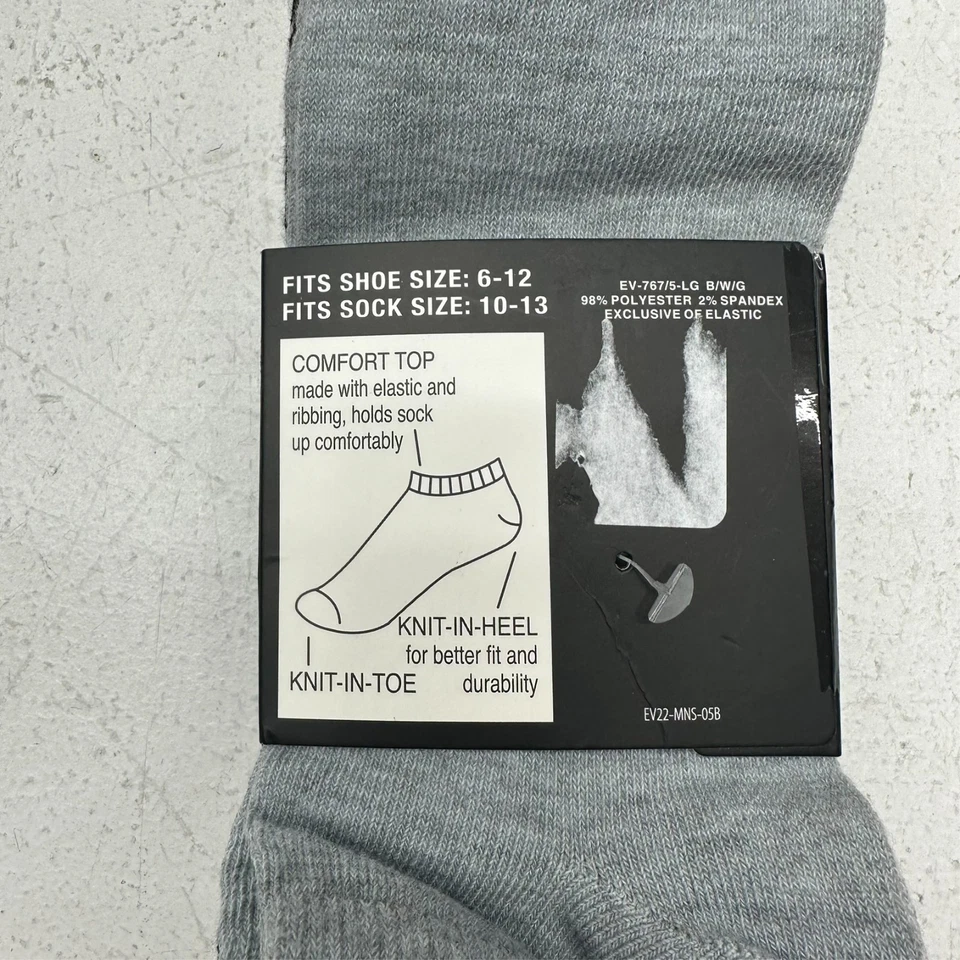 FITS SHOE SIZE: 6-12
FITS SOCK SIZE: 10-13
EV-767/5-LG B/W/G
98% POLYESTER 2% SPANDEX
EXCLUSIVE OF ELASTIC
COMFORT TOP
made with elastic and
ribbing, holds sock
up comfortably
KNIT-IN-HEEL
for better fit and
durability
KNIT-IN-TOE
EV22-MNS-05B